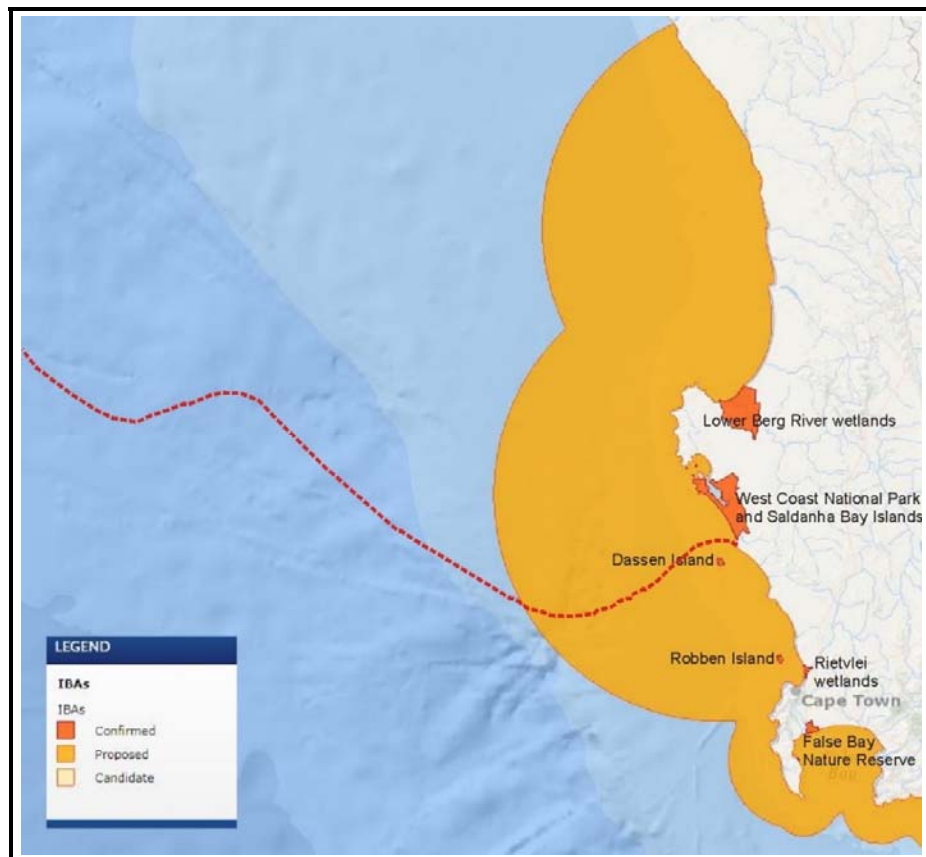 Lower Berg River wetlands
West Coast National Park
and Saldanha Bay Islands
Dassen Island
Robben Island
Rietvlei
wetlands
Cape Town
False Bay
Nature Reserve
Bay
LEGEND
IBAs
IBAs
Confirmed
Proposed
Candidate